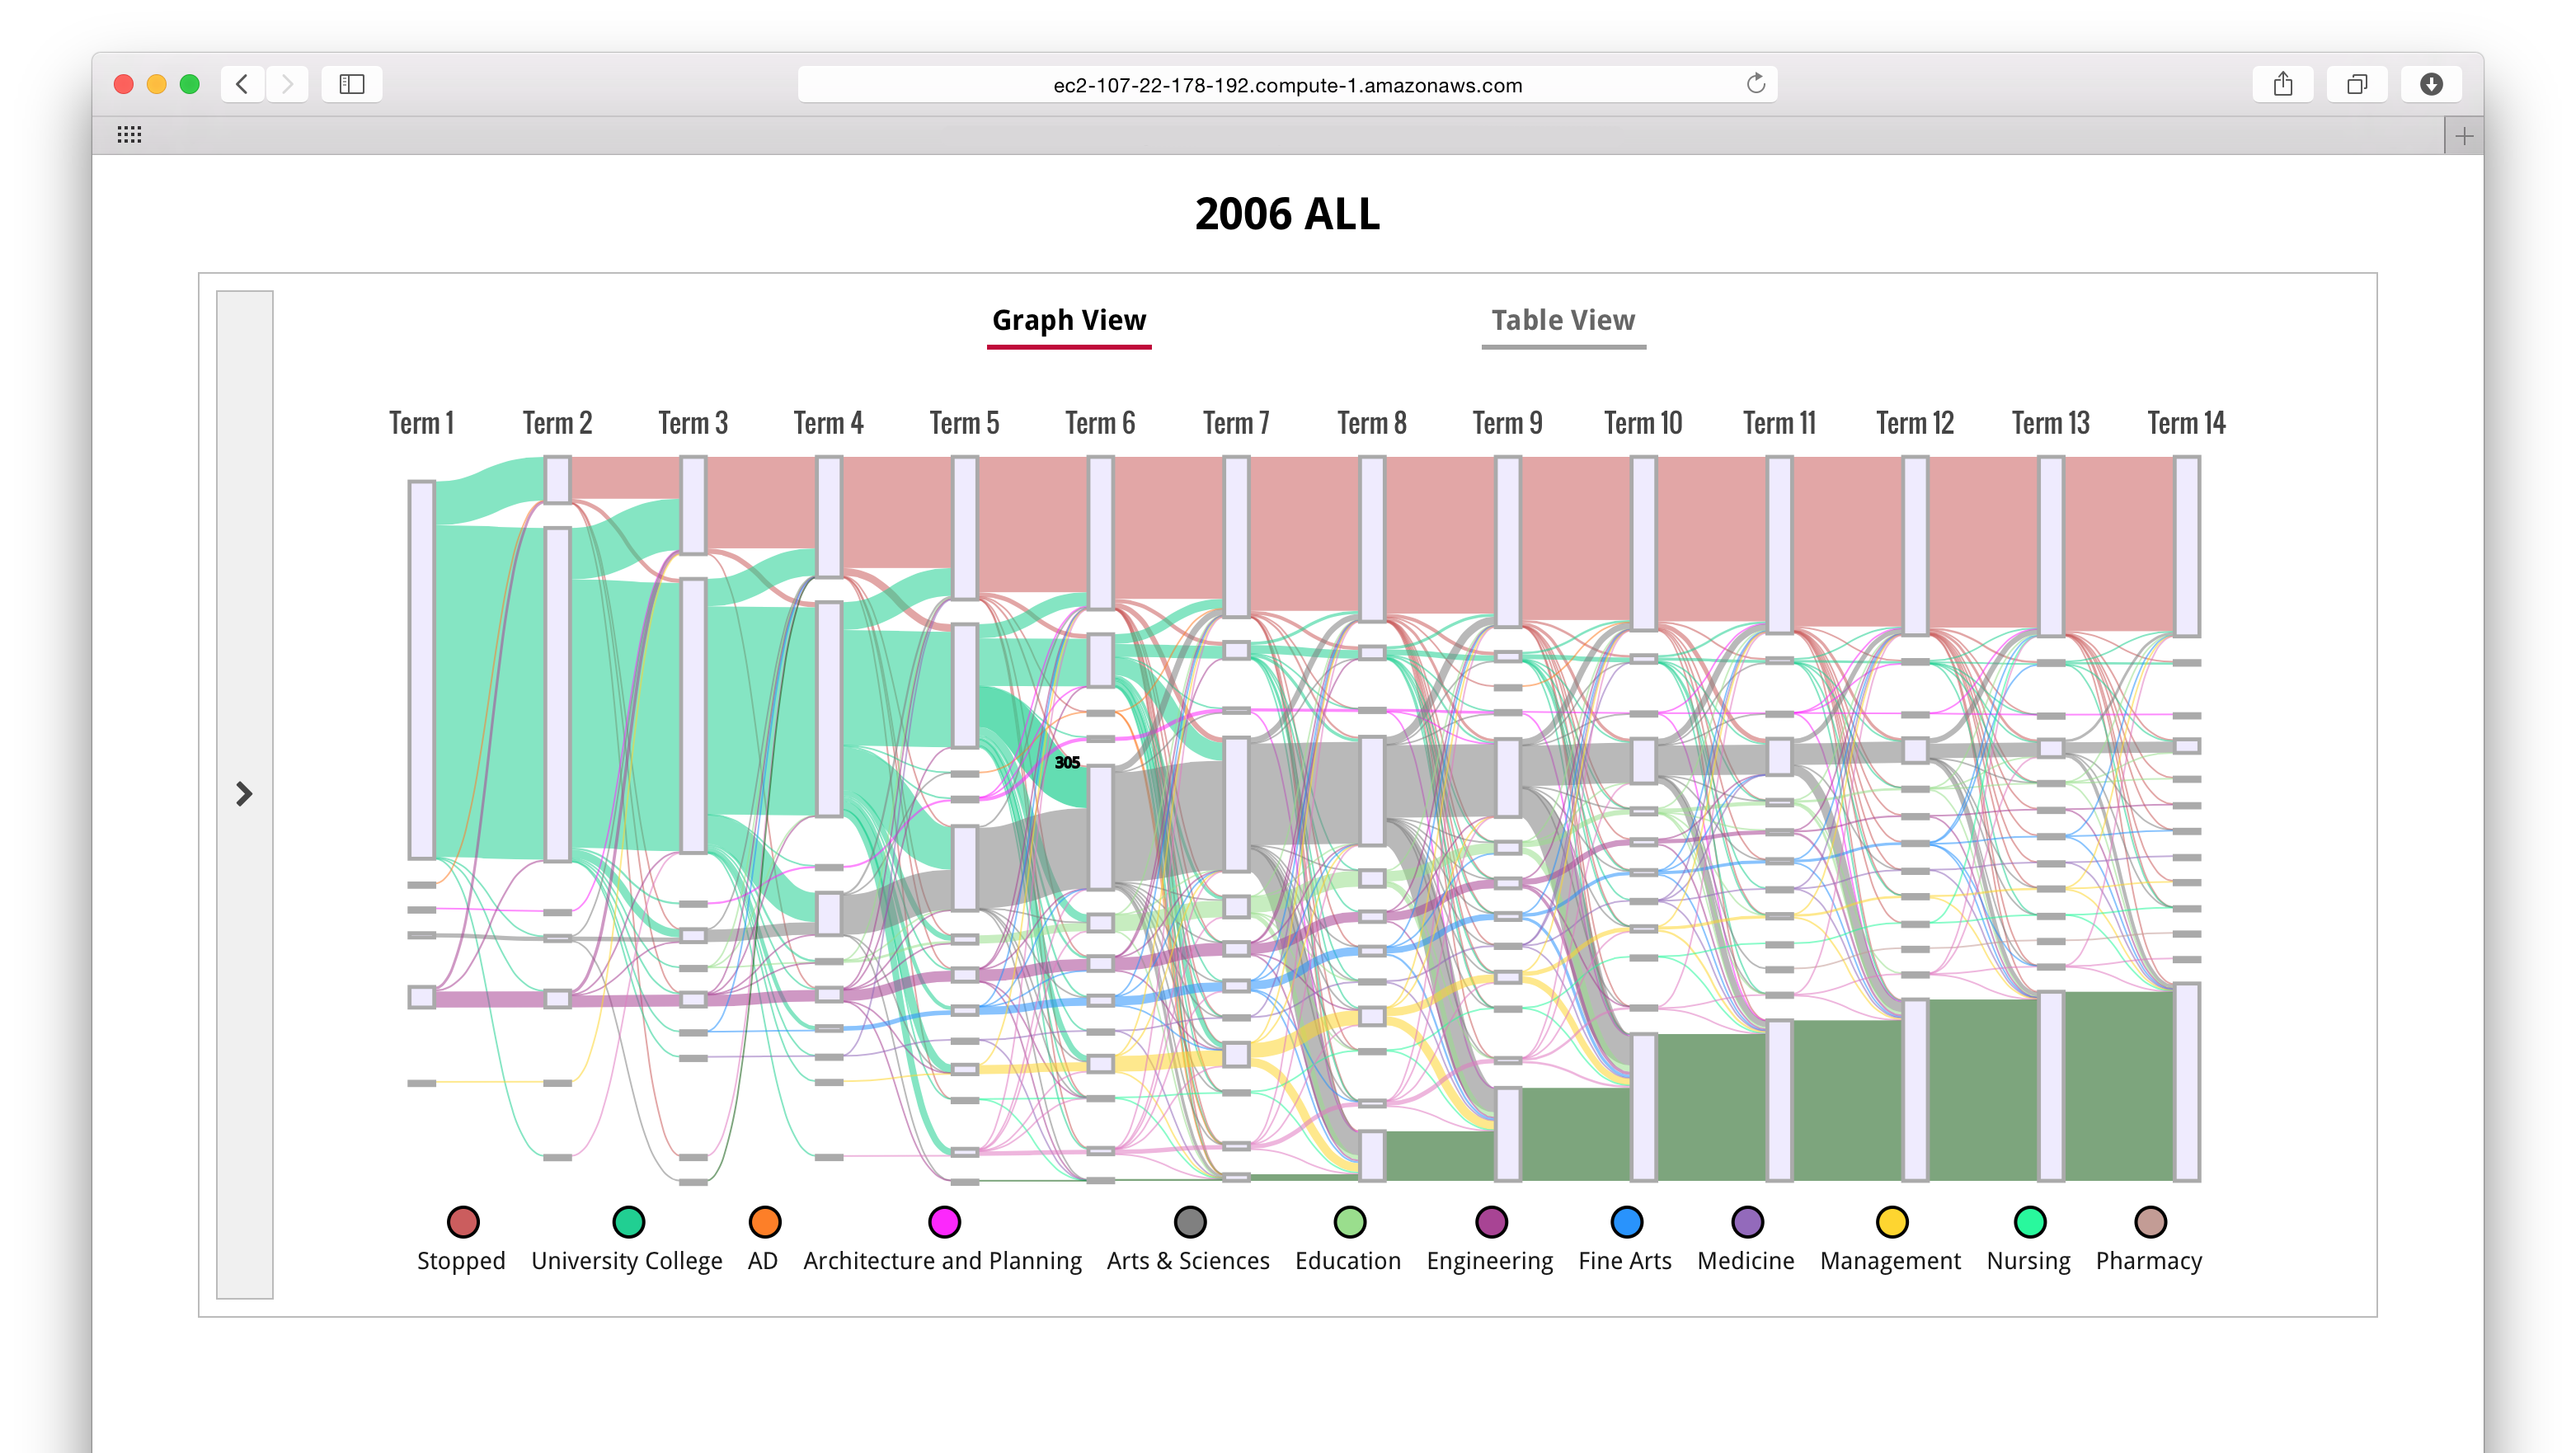 ec2-107-22-178-192.compute-1.amazonaws.com
2006 ALL
Graph View Table View
Term 1 Term 2 Term 3 Term 4 Term 5 Term 6 Term 7 Term 8 Term 9 Term 10 Term 11 Term 12 Term 13 Term 14
305
Stopped University College AD Architecture and Planning Arts & Sciences Education Engineering Fine Arts Medicine Management Nursing Pharmacy